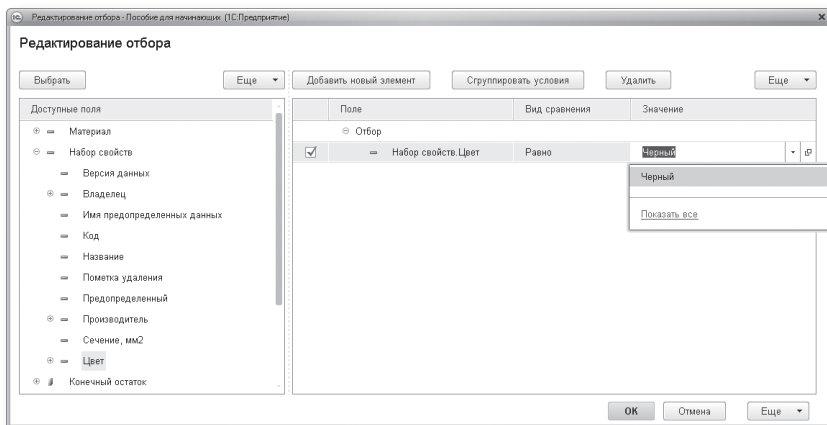 1С Редактирование отбора - Пособие для начинающих (1С:Предприятие)
Редактирование отбора
Выбрать Еще Добавить новый элемент Сгруппировать условия Удалить Еще
Доступные поля
Материал
Набор свойств
Версия данных
Владелец
Имя предопределенных данных
Код
Название
Пометка удаления
Предопределенный
Производитель
Сечение, мм2
Цвет
Конечный остаток
Поле Вид сравнения Значение
Отбор
Набор свойств.Цвет Равно Черный
Черный
Показать все
ОК Отмена Еще